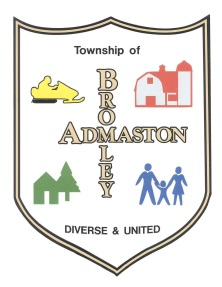 Township of
BROMLEY
ADMASTON
DIVERSE & UNITED